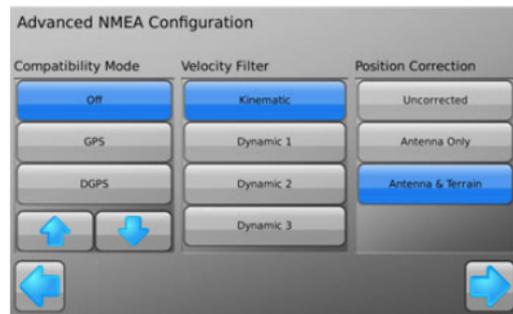 Advanced NMEA Configuration
Compatibility Mode
Velocity Filter
Position Correction
Off
Kinematic
Uncorrected
GPS
Dynamic 1
Antenna Only
DGPS
Dynamic 2
Antenna & Terrain
Dynamic 3